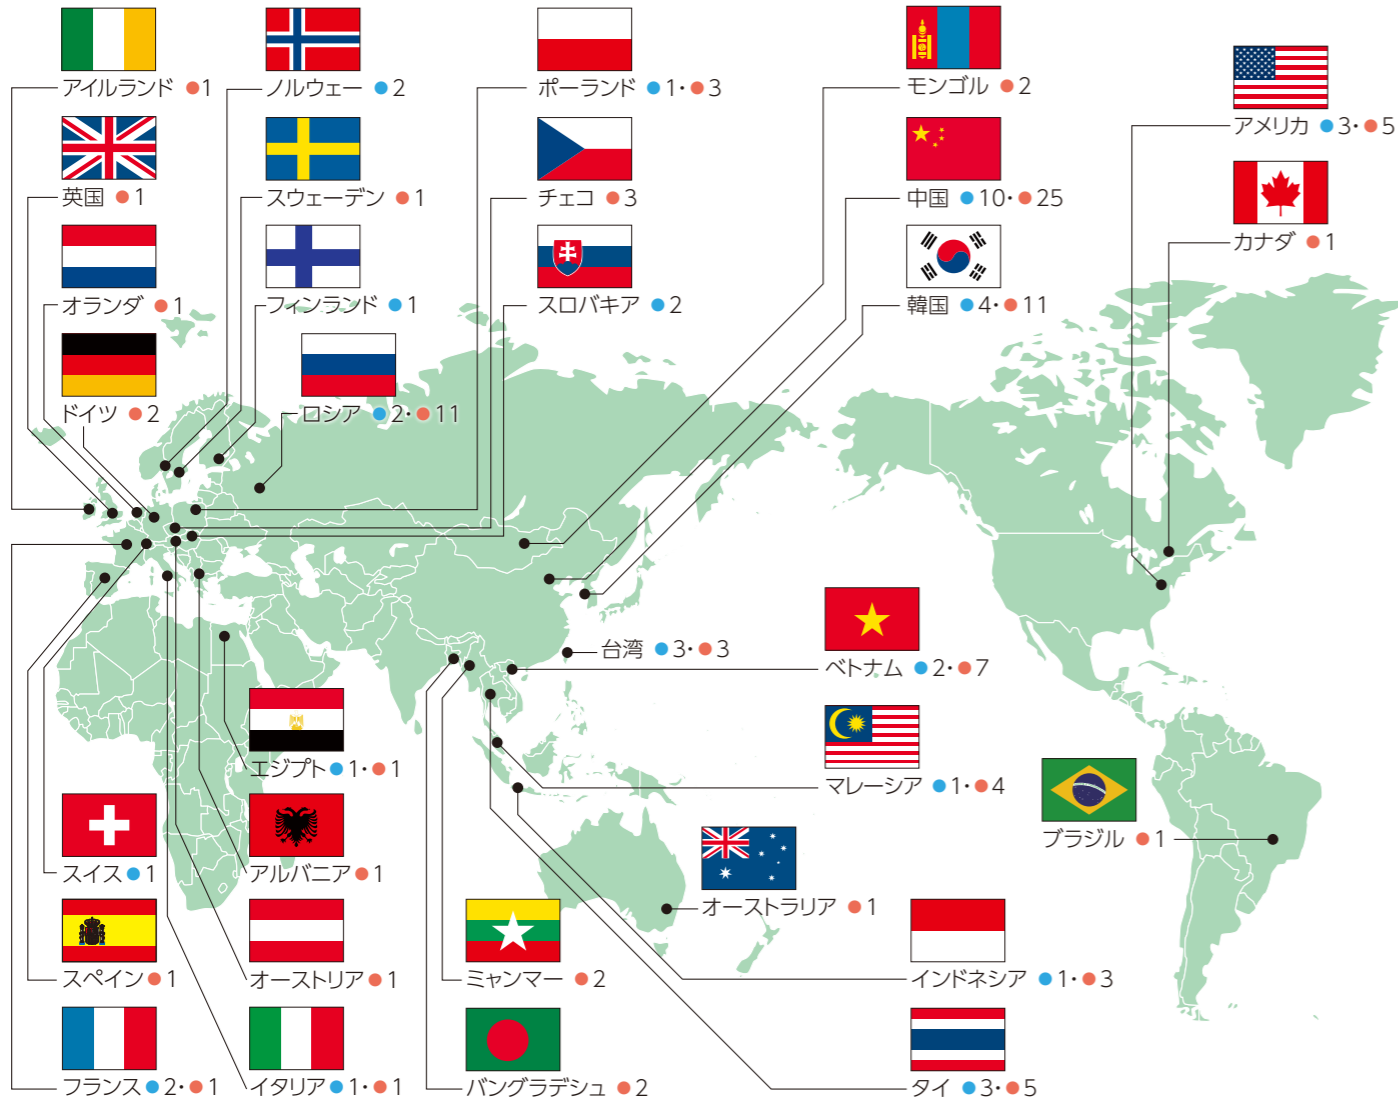 アイルランド ●1
ノルウェー ●2
ポーランド ●1・●3
モンゴル ●2
アメリカ ●3・●5
英国 ●1
スウェーデン ●1
チェコ ●3
中国 ●10・●25
カナダ ●1
オランダ ●1
フィンランド ●1
スロバキア ●2
韓国 ●4・●11
ドイツ ●2
ロシア ●2・●11
台湾 ●3・●3
ベトナム ●2・●7
エジプト ●1・●1
マレーシア ●1・●4
ブラジル ●1
スイス ●1
アルバニア ●1
オーストラリア ●1
スペイン ●1
オーストリア ●1
ミャンマー ●2
インドネシア ●1・●3
フランス ●2・●1
イタリア ●1・●1
バングラデシュ ●2
タイ ●3・●5